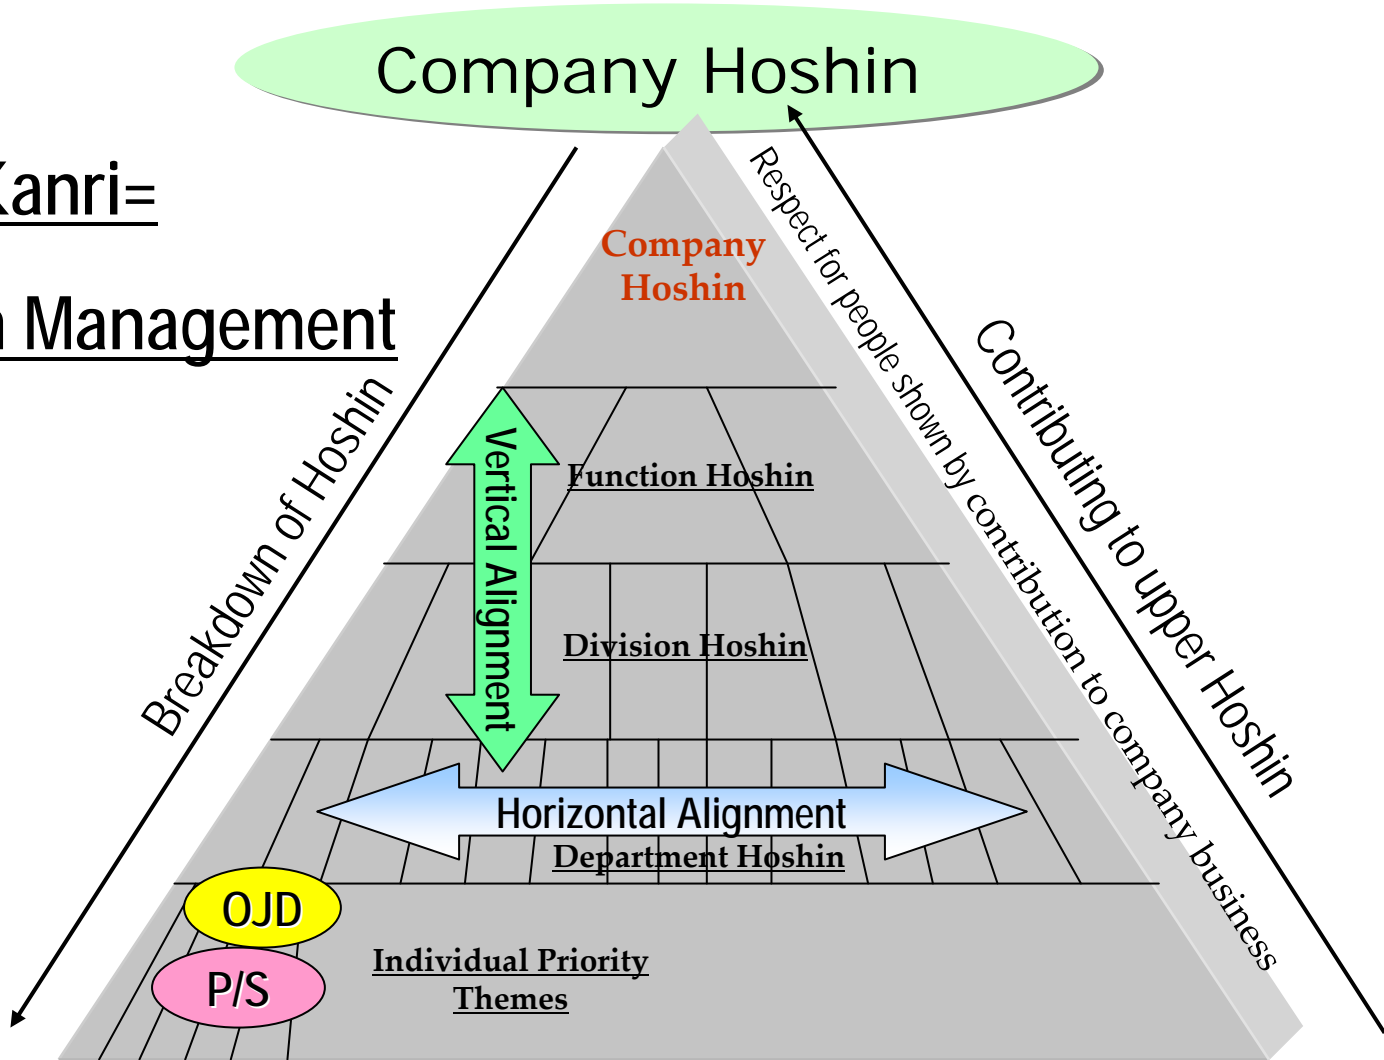 Company Hoshin
Kanri=
Management
Breakdown of Hoshin
Respect for people shown by contribution to company business
Contributing to upper Hoshin
Company
Hoshin
Vertical Alignment
Function Hoshin
Division Hoshin
Horizontal Alignment
Department Hoshin
OJD
P/S
Individual Priority
Themes